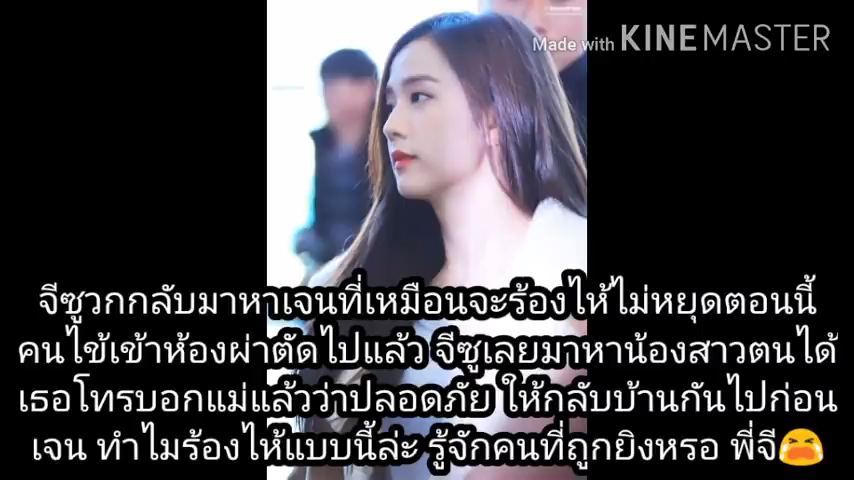 Made with KINEMASTER
จีซูวกกลับมาหาเจนที่เหมือนจะร้องไห้ไม่หยุดตอนนี้
คนไข้เข้าห้องผ่าตัดไปแล้ว จีซูเลยมาหาน้องสาวตนได้
เธอโทรบอกแม่แล้วว่าปลอดภัย ให้กลับบ้านกันไปก่อน
เจน ทำไมร้องไห้แบบนี้ล่ะ รู้จักคนที่ถูกยิงหรอ พี่จี😭